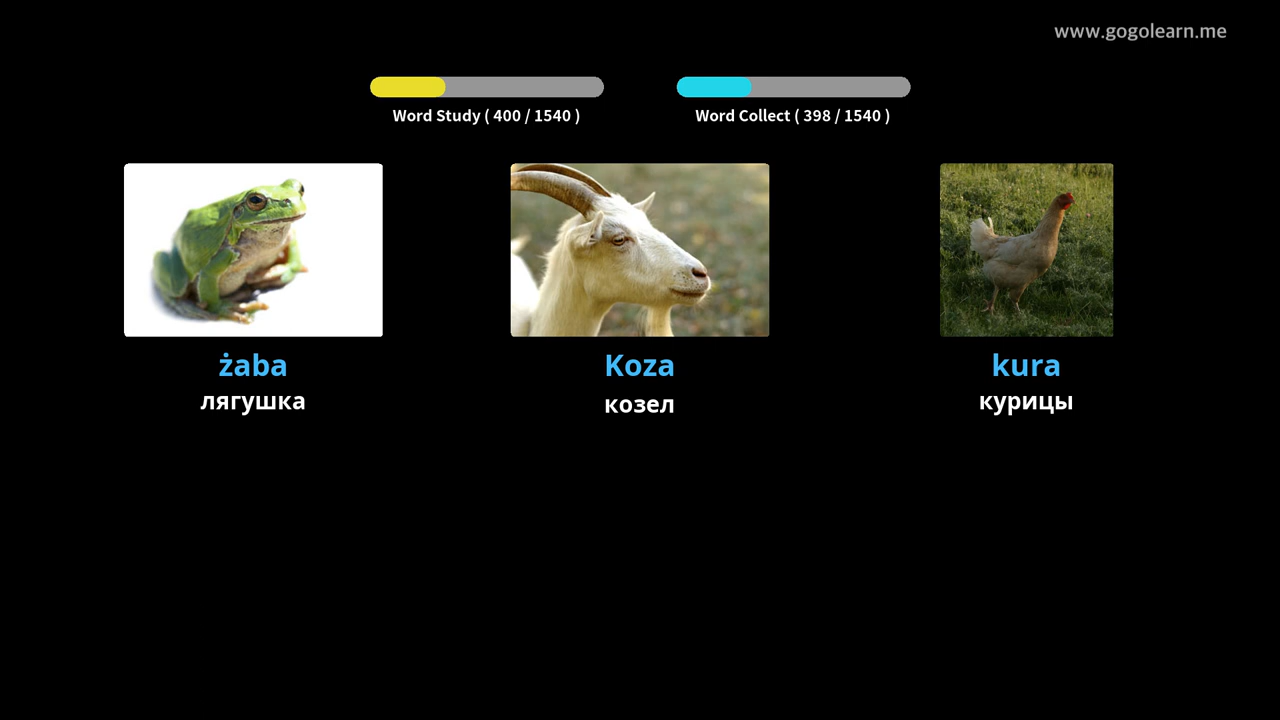 www.gogolearn.me
Word Study ( 400 / 1540 )
Word Collect ( 398 / 1540 )
żaba
Koza
kura
лягушка
козел
курицы